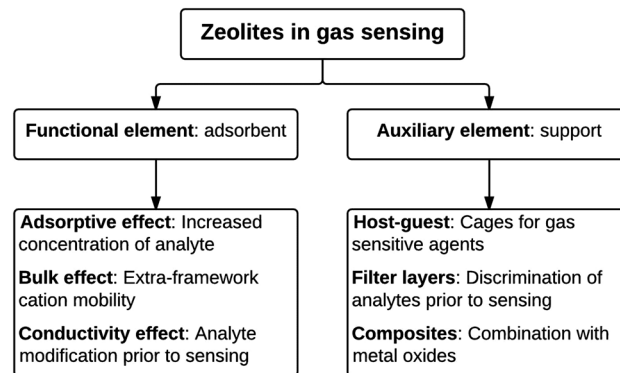 Zeolites in gas sensing
Functional element: adsorbent
Auxiliary element: support
Adsorptive effect: Increased
concentration of analyte
Bulk effect: Extra-framework
cation mobility
Conductivity effect: Analyte
modification prior to sensing
Host-guest: Cages for gas
sensitive agents
Filter layers: Discrimination of
analytes prior to sensing
Composites: Combination with
metal oxides